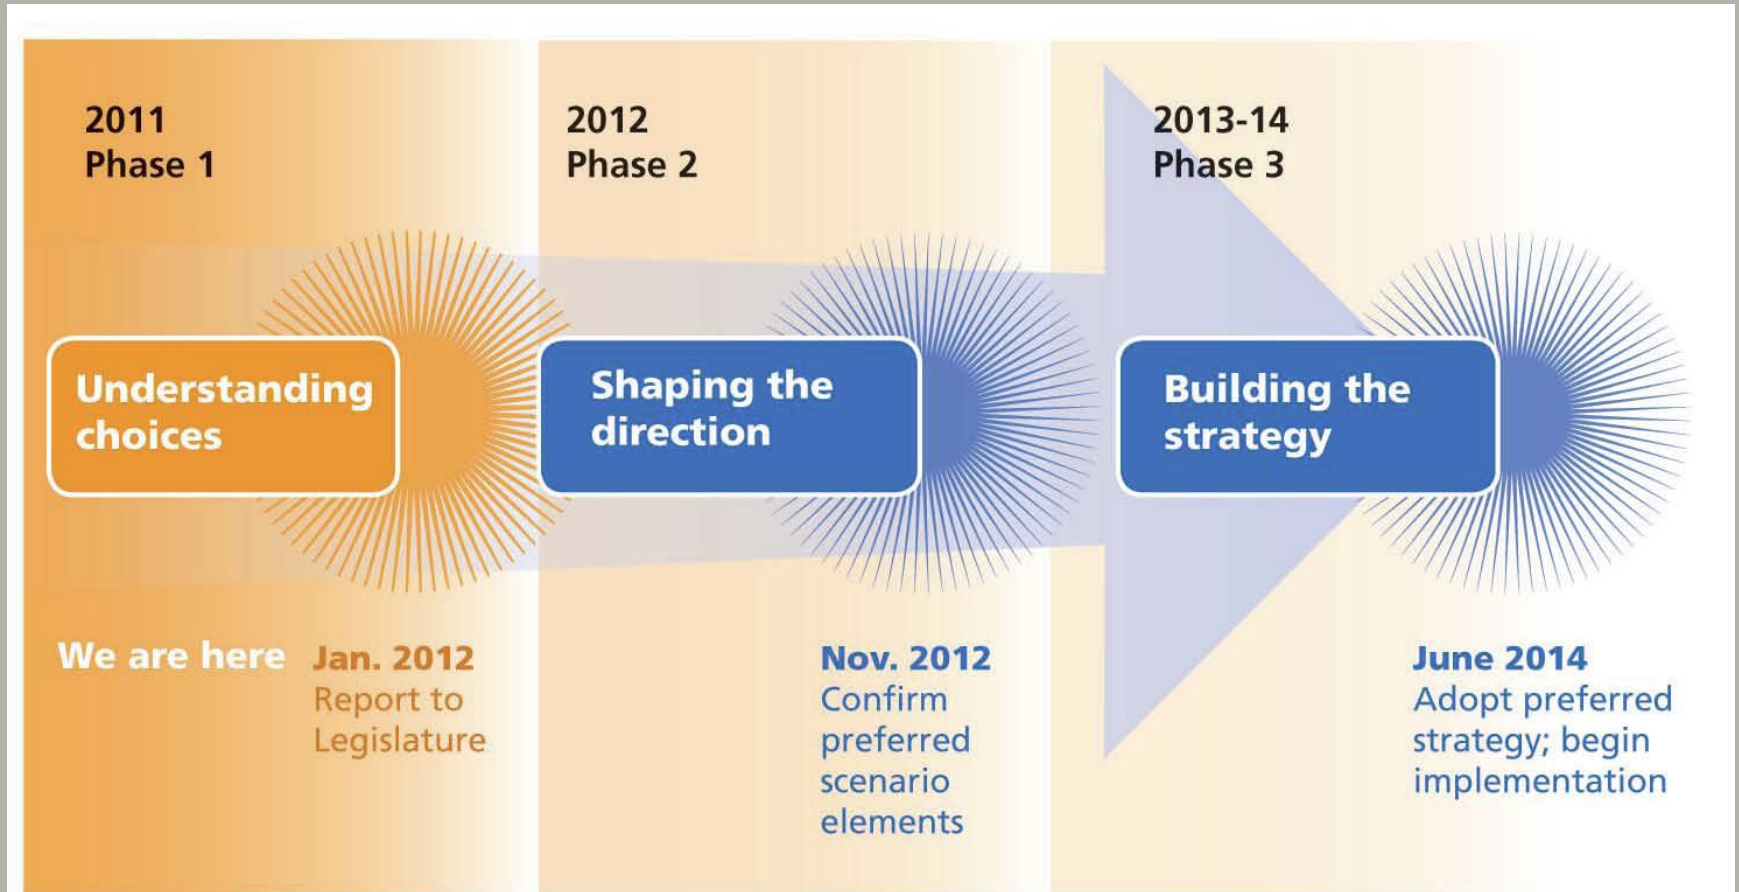 2011
Phase 1
2012
Phase 2
2013-14
Phase 3
Understanding
choices
Shaping the
direction
Building the
strategy
We are here
Jan. 2012
Report to
Legislature
Nov. 2012
Confirm
preferred
scenario
elements
June 2014
Adopt preferred
strategy; begin
implementation